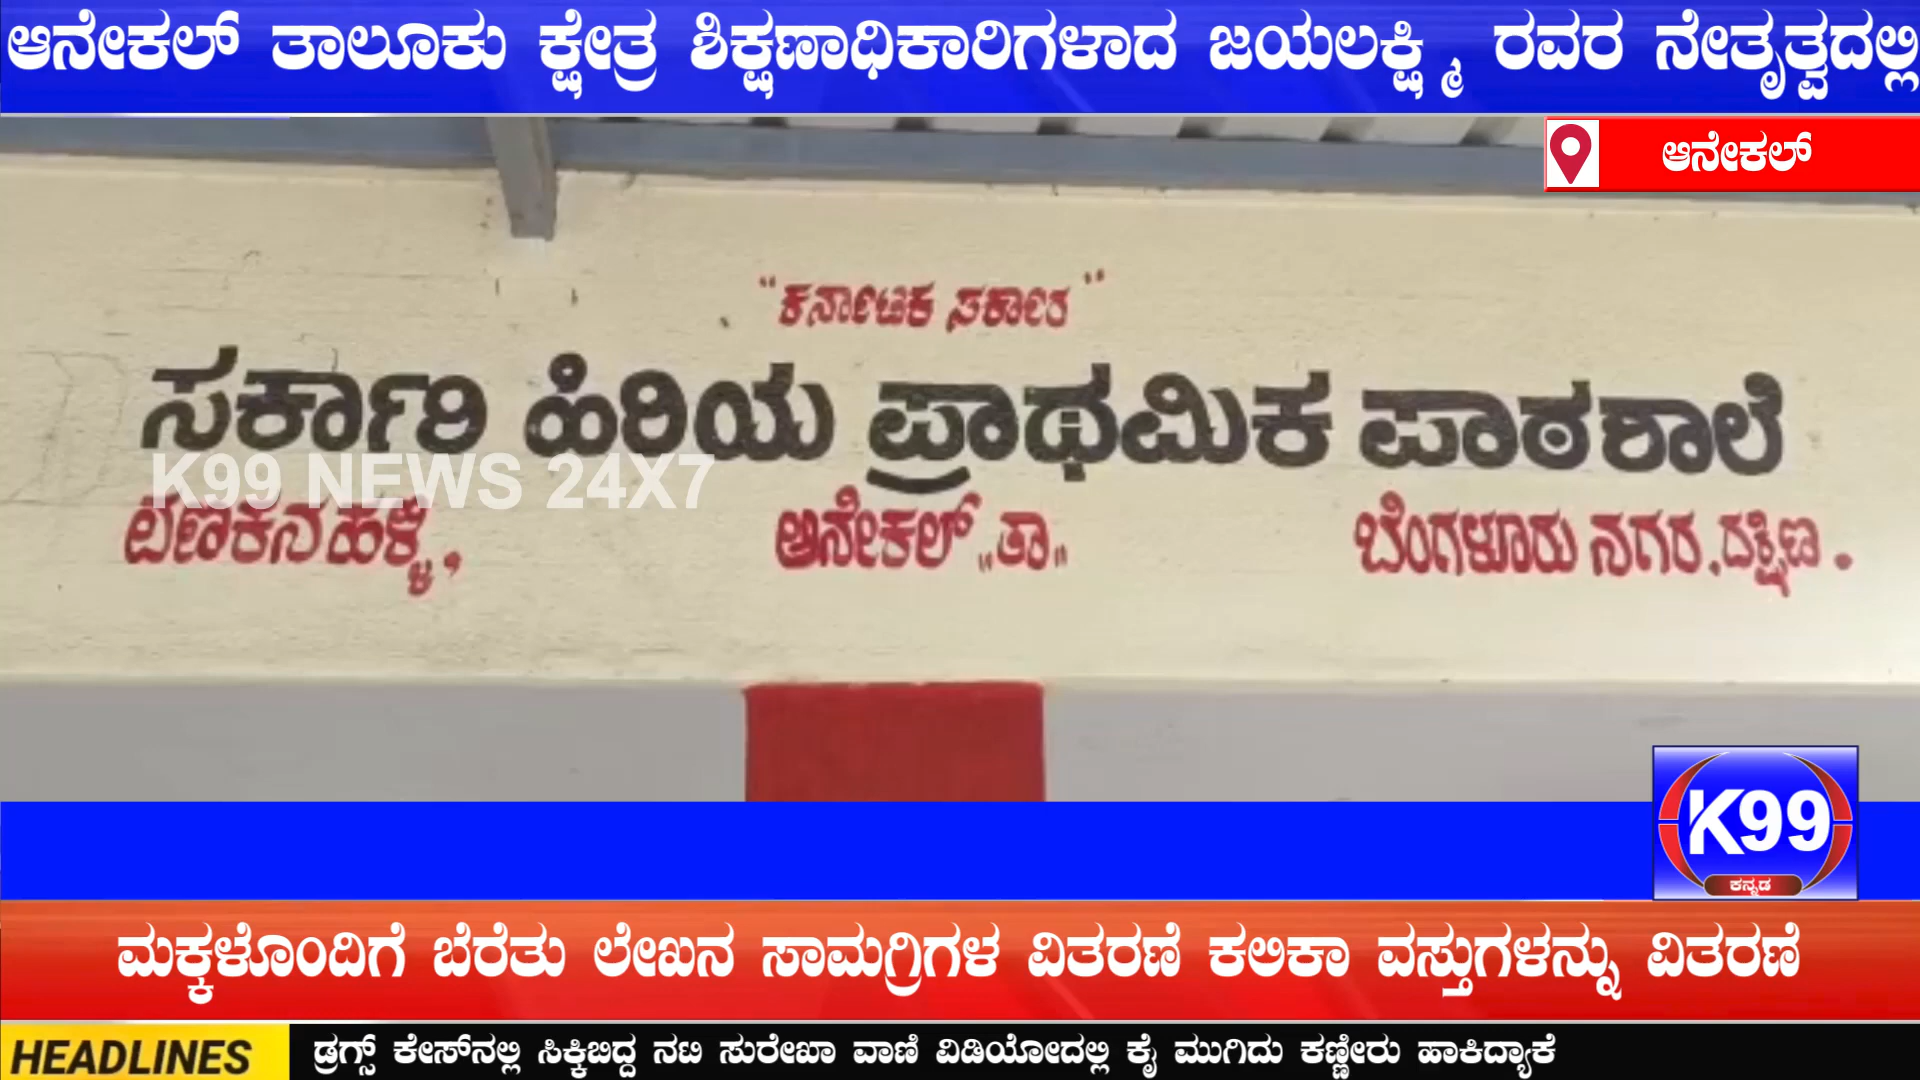 ಆನೇಕಲ್ ತಾಲೂಕು ಕ್ಷೇತ್ರ ಶಿಕ್ಷಣಾಧಿಕಾರಿಗಳಾದ ಜಯಲಕ್ಷ್ಮಿ ರವರ ನೇತೃತ್ವದಲ್ಲಿ
ಆನೇಕಲ್
"ಕರ್ನಾಟಕ ಸರ್ಕಾರ"
ಸರ್ಕಾರಿ ಹಿರಿಯ ಪ್ರಾಥಮಿಕ ಪಾಠಶಾಲೆ
K99 NEWS 24X7
ಆನೇಕಲ್ "ತಾ" ಬೆಂಗಳೂರು ನಗರ. ದಕ್ಷಿಣ.
K99
ಕನ್ನಡ
ಮಕ್ಕಳೊಂದಿಗೆ ಬೆರೆತು ಲೇಖನ ಸಾಮಗ್ರಿಗಳ ವಿತರಣೆ ಕಲಿಕಾ ವಸ್ತುಗಳನ್ನು ವಿತರಣೆ
HEADLINES ಡ್ರಗ್ಸ್ ಕೇಸ್‌ನಲ್ಲಿ ಸಿಕ್ಕಿಬಿದ್ದ ನಟಿ ಸುರೇಖಾ ವಾಣಿ ವಿಡಿಯೋದಲ್ಲಿ ಕೈ ಮುಗಿದು ಕಣ್ಣೀರು ಹಾಕಿದ್ಯಾಕೆ